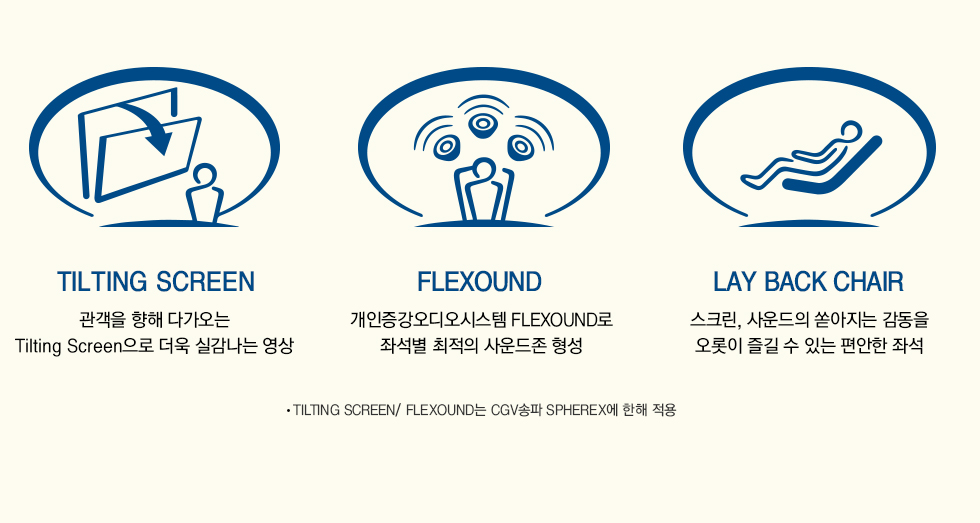 TILTING SCREEN
관객을 향해 다가오는
Tilting Screen으로 더욱 실감나는 영상
FLEXOUND
개인증강오디오시스템 FLEXOUND로
좌석별 최적의 사운드존 형성
LAY BACK CHAIR
스크린, 사운드의 쏟아지는 감동을
오롯이 즐길 수 있는 편안한 좌석
• TILTING SCREEN/ FLEXOUND는 CGV송파 SPHEREX에 한해 적용